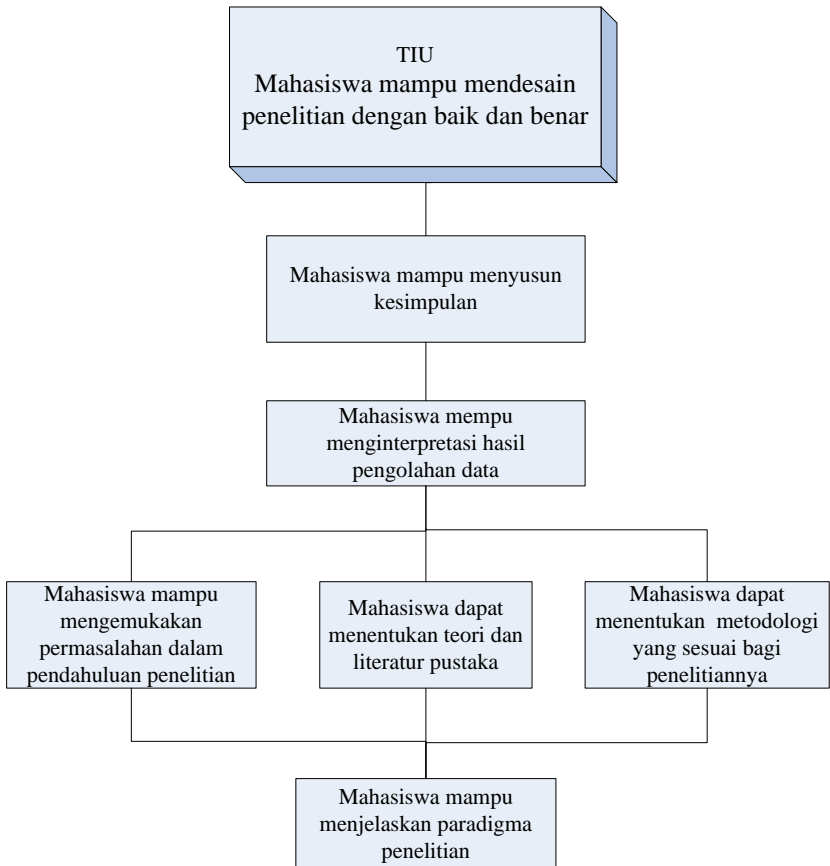 TIU
Mahasiswa mampu mendesain
penelitian dengan baik dan benar
Mahasiswa mampu menyusun
kesimpulan
Mahasiswa mempu
menginterpretasi hasil
pengolahan data
Mahasiswa mampu
mengemukakan
permasalahan dalam
pendahuluan penelitian
Mahasiswa dapat
menentukan teori dan
literatur pustaka
Mahasiswa dapat
menentukan metodologi
yang sesuai bagi
penelitiannya
Mahasiswa mampu
menjelaskan paradigma
penelitian